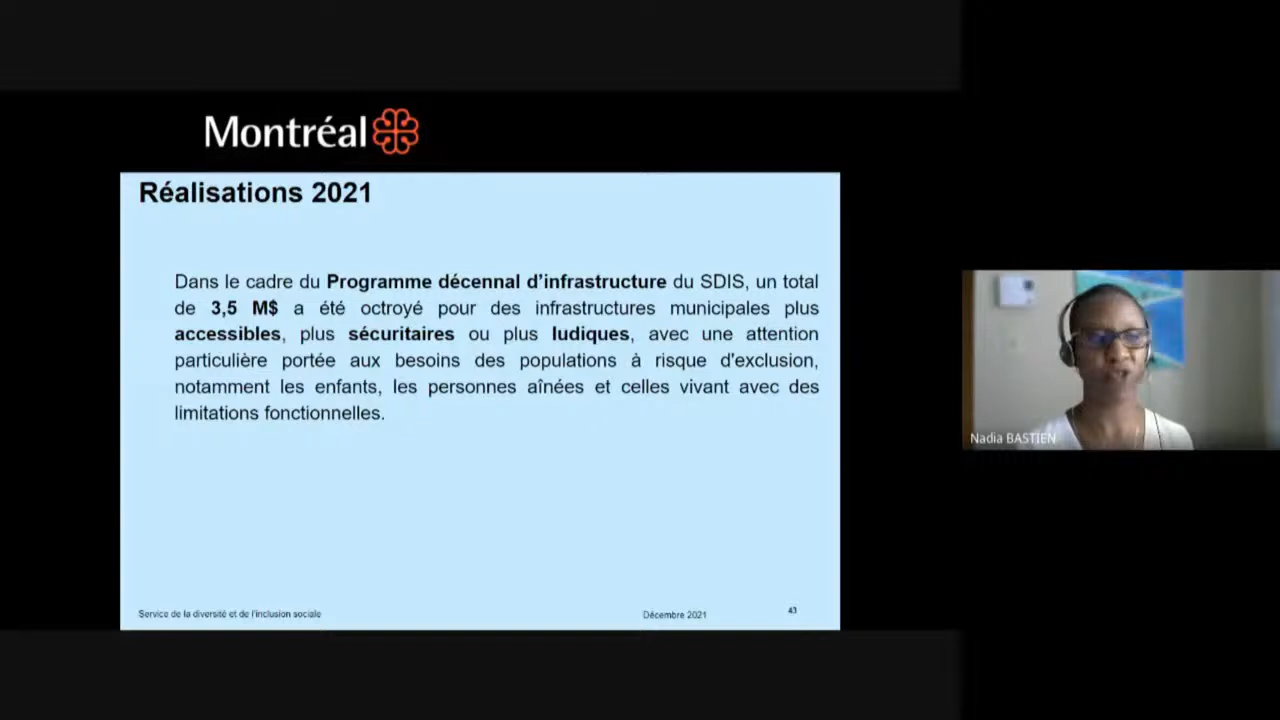 Montréal
Réalisations 2021
Dans le cadre du Programme décennal d'infrastructure du SDIS, un total
de 3,5 M$ a été octroyé pour des infrastructures municipales plus
accessibles, plus sécuritaires ou plus ludiques, avec une attention
particulière portée aux besoins des populations à risque d'exclusion,
notamment les enfants, les personnes aînées et celles vivant avec des
limitations fonctionnelles.
Nadia BASTIEN
Service de la diversité et de l'inclusion sociale
Décembre 2021
43